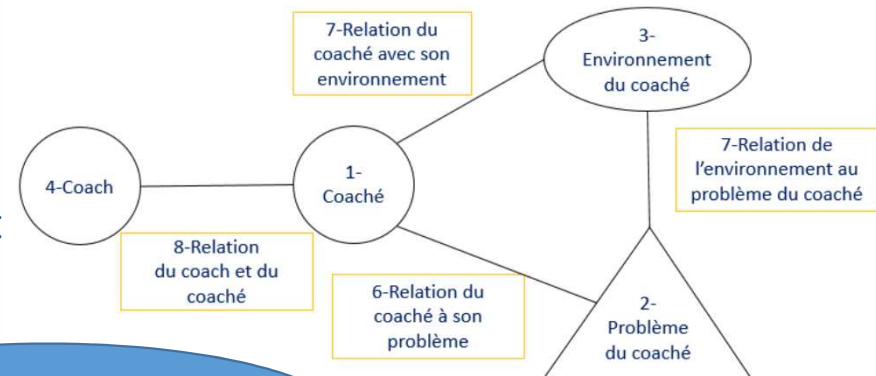 7-Relation du
coaché avec son
environnement
3-
Environnement
du coaché
4-Coach
1-
Coaché
7-Relation de
l’environnement au
problème du coaché
8-Relation
du coach et du
coaché
6-Relation du
coaché à son
problème
2-
Problème
du coaché